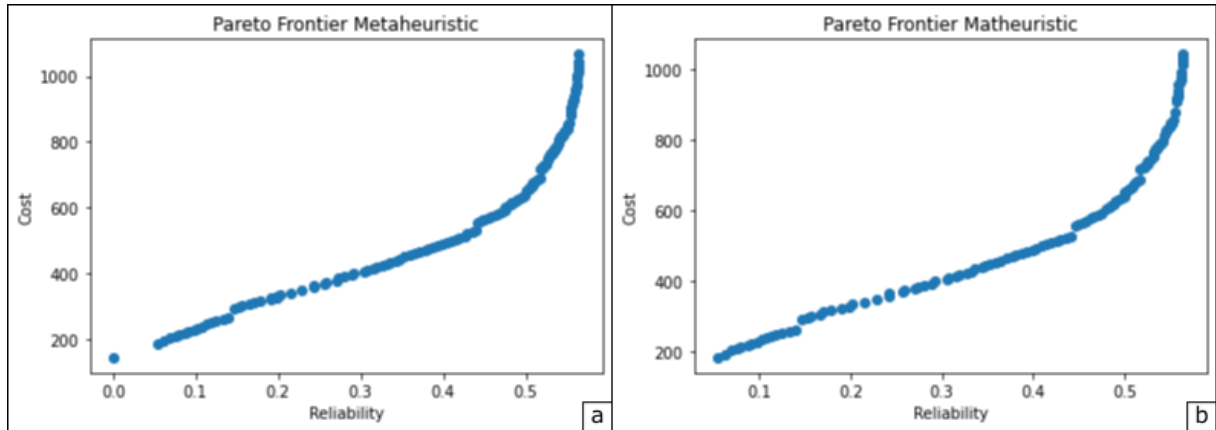 Pareto Frontier Metaheuristic
1000
800
600
400
200
Cost
0.0 0.1 0.2 0.3 0.4 0.5
Reliability
a
Pareto Frontier Matheuristic
1000
800
600
400
200
Cost
0.1 0.2 0.3 0.4 0.5
Reliability
b